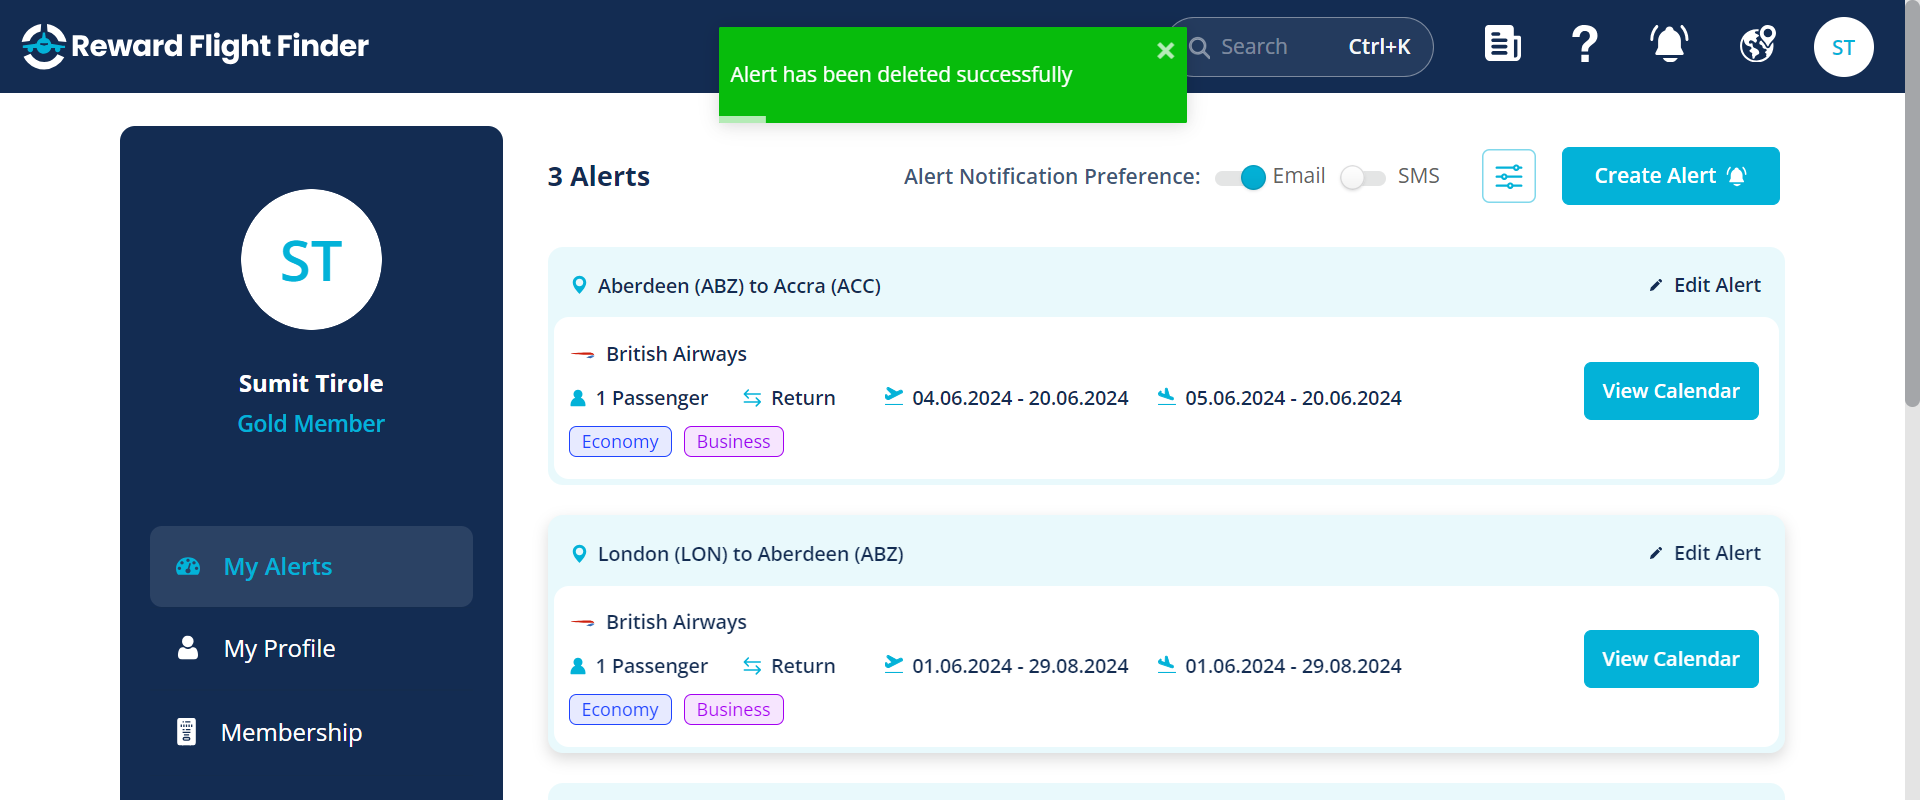 Reward Flight Finder
Alert has been deleted successfully
×
Search
Ctrl+K
?
ST
ST
Sumit Tirole
Gold Member
My Alerts
My Profile
Membership
3 Alerts
Alert Notification Preference:
Email
SMS
Create Alert
Aberdeen (ABZ) to Accra (ACC)
Edit Alert
British Airways
1 Passenger
Return
04.06.2024 - 20.06.2024
05.06.2024 - 20.06.2024
View Calendar
Economy
Business
London (LON) to Aberdeen (ABZ)
Edit Alert
British Airways
1 Passenger
Return
01.06.2024 - 29.08.2024
01.06.2024 - 29.08.2024
View Calendar
Economy
Business